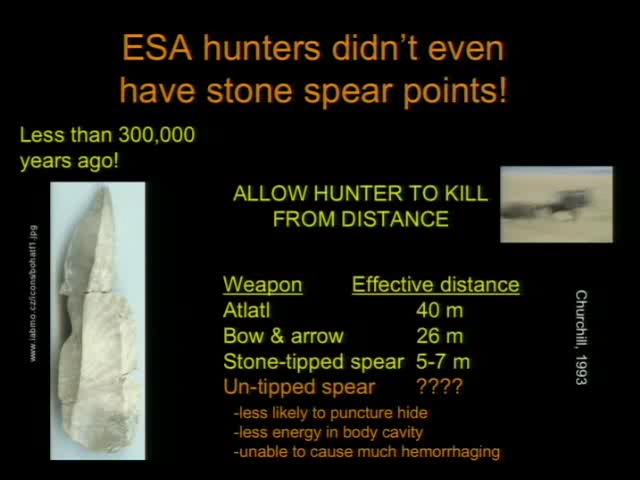 ESA hunters didn't even
have stone spear points!
Less than 300,000
years ago!
ALLOW HUNTER TO KILL
FROM DISTANCE
Weapon Effective distance
Atlatl 40 m
Bow & arrow 26 m
Stone-tipped spear 5-7 m
Un-tipped spear ????
-less likely to puncture hide
-less energy in body cavity
-unable to cause much hemorrhaging
www.iabmo.cz/icons/bohatf1.jpg
Churchill, 1993